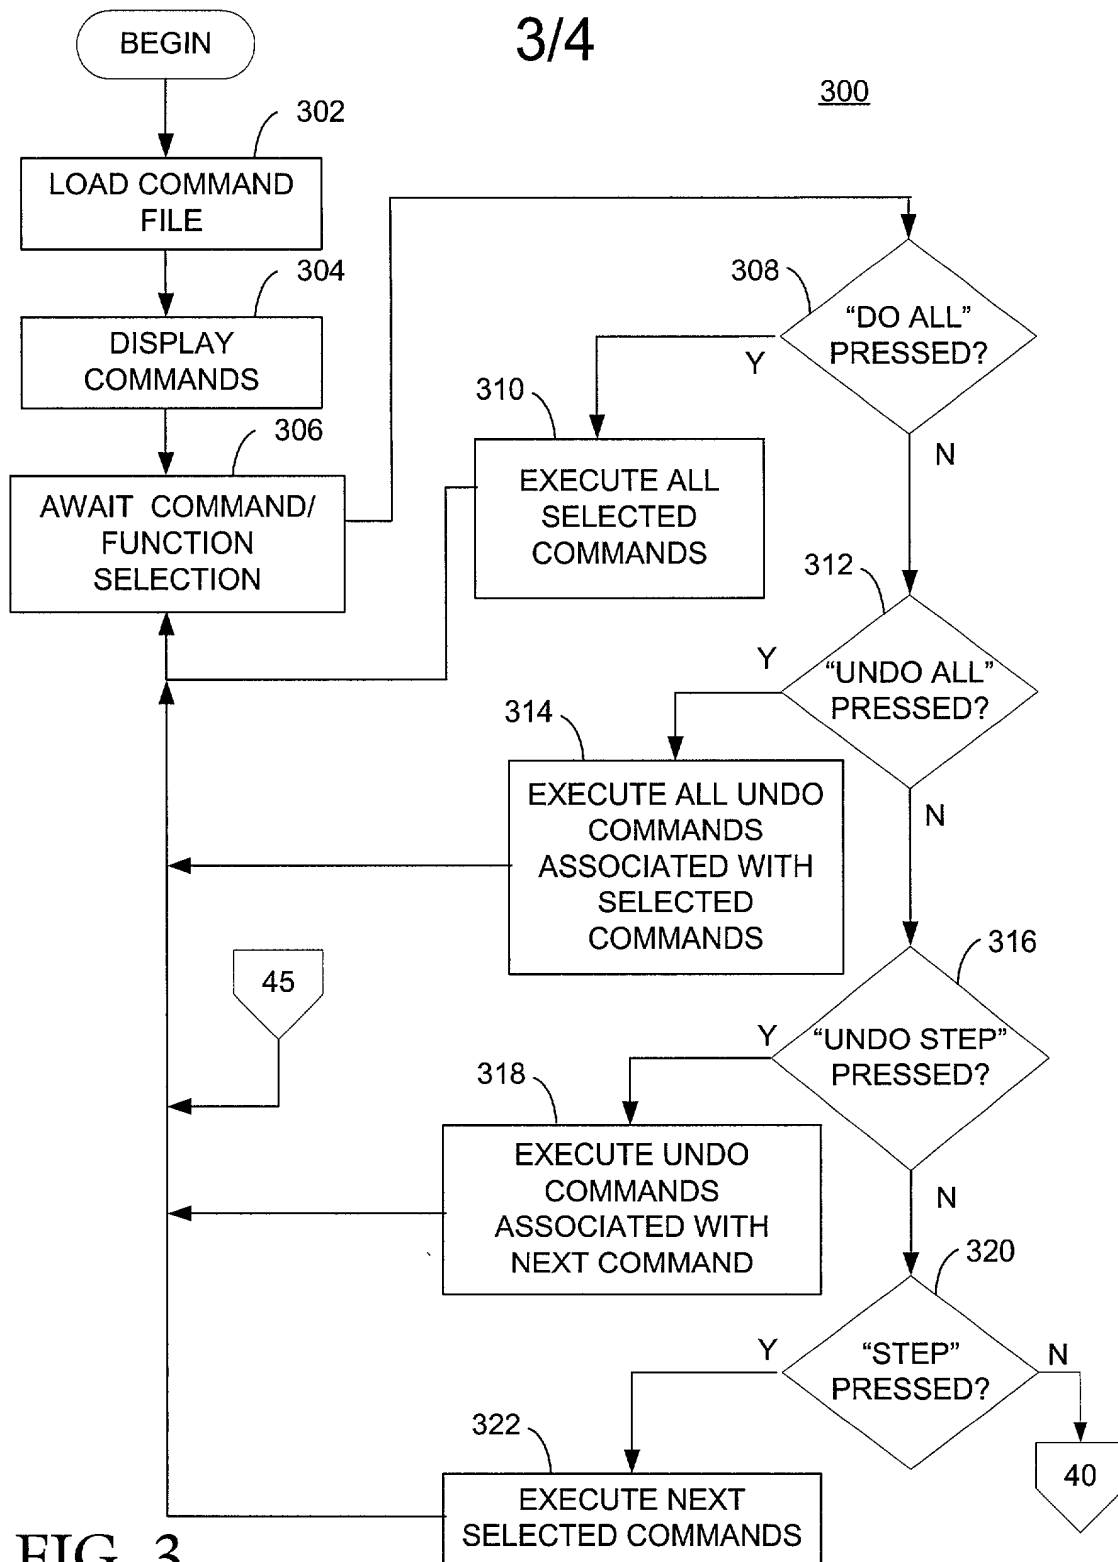 3/4
300
BEGIN
302
LOAD COMMAND
FILE
304
DISPLAY
COMMANDS
306
AWAIT COMMAND/
FUNCTION
SELECTION
308
"DO ALL"
PRESSED?
Y
N
310
EXECUTE ALL
SELECTED
COMMANDS
312
"UNDO ALL"
PRESSED?
Y
N
314
EXECUTE ALL UNDO
COMMANDS
ASSOCIATED WITH
SELECTED
COMMANDS
45
316
"UNDO STEP"
PRESSED?
Y
N
318
EXECUTE UNDO
COMMANDS
ASSOCIATED WITH
NEXT COMMAND
320
"STEP"
PRESSED?
Y
N
322
EXECUTE NEXT
SELECTED COMMANDS
40
FIG. 3